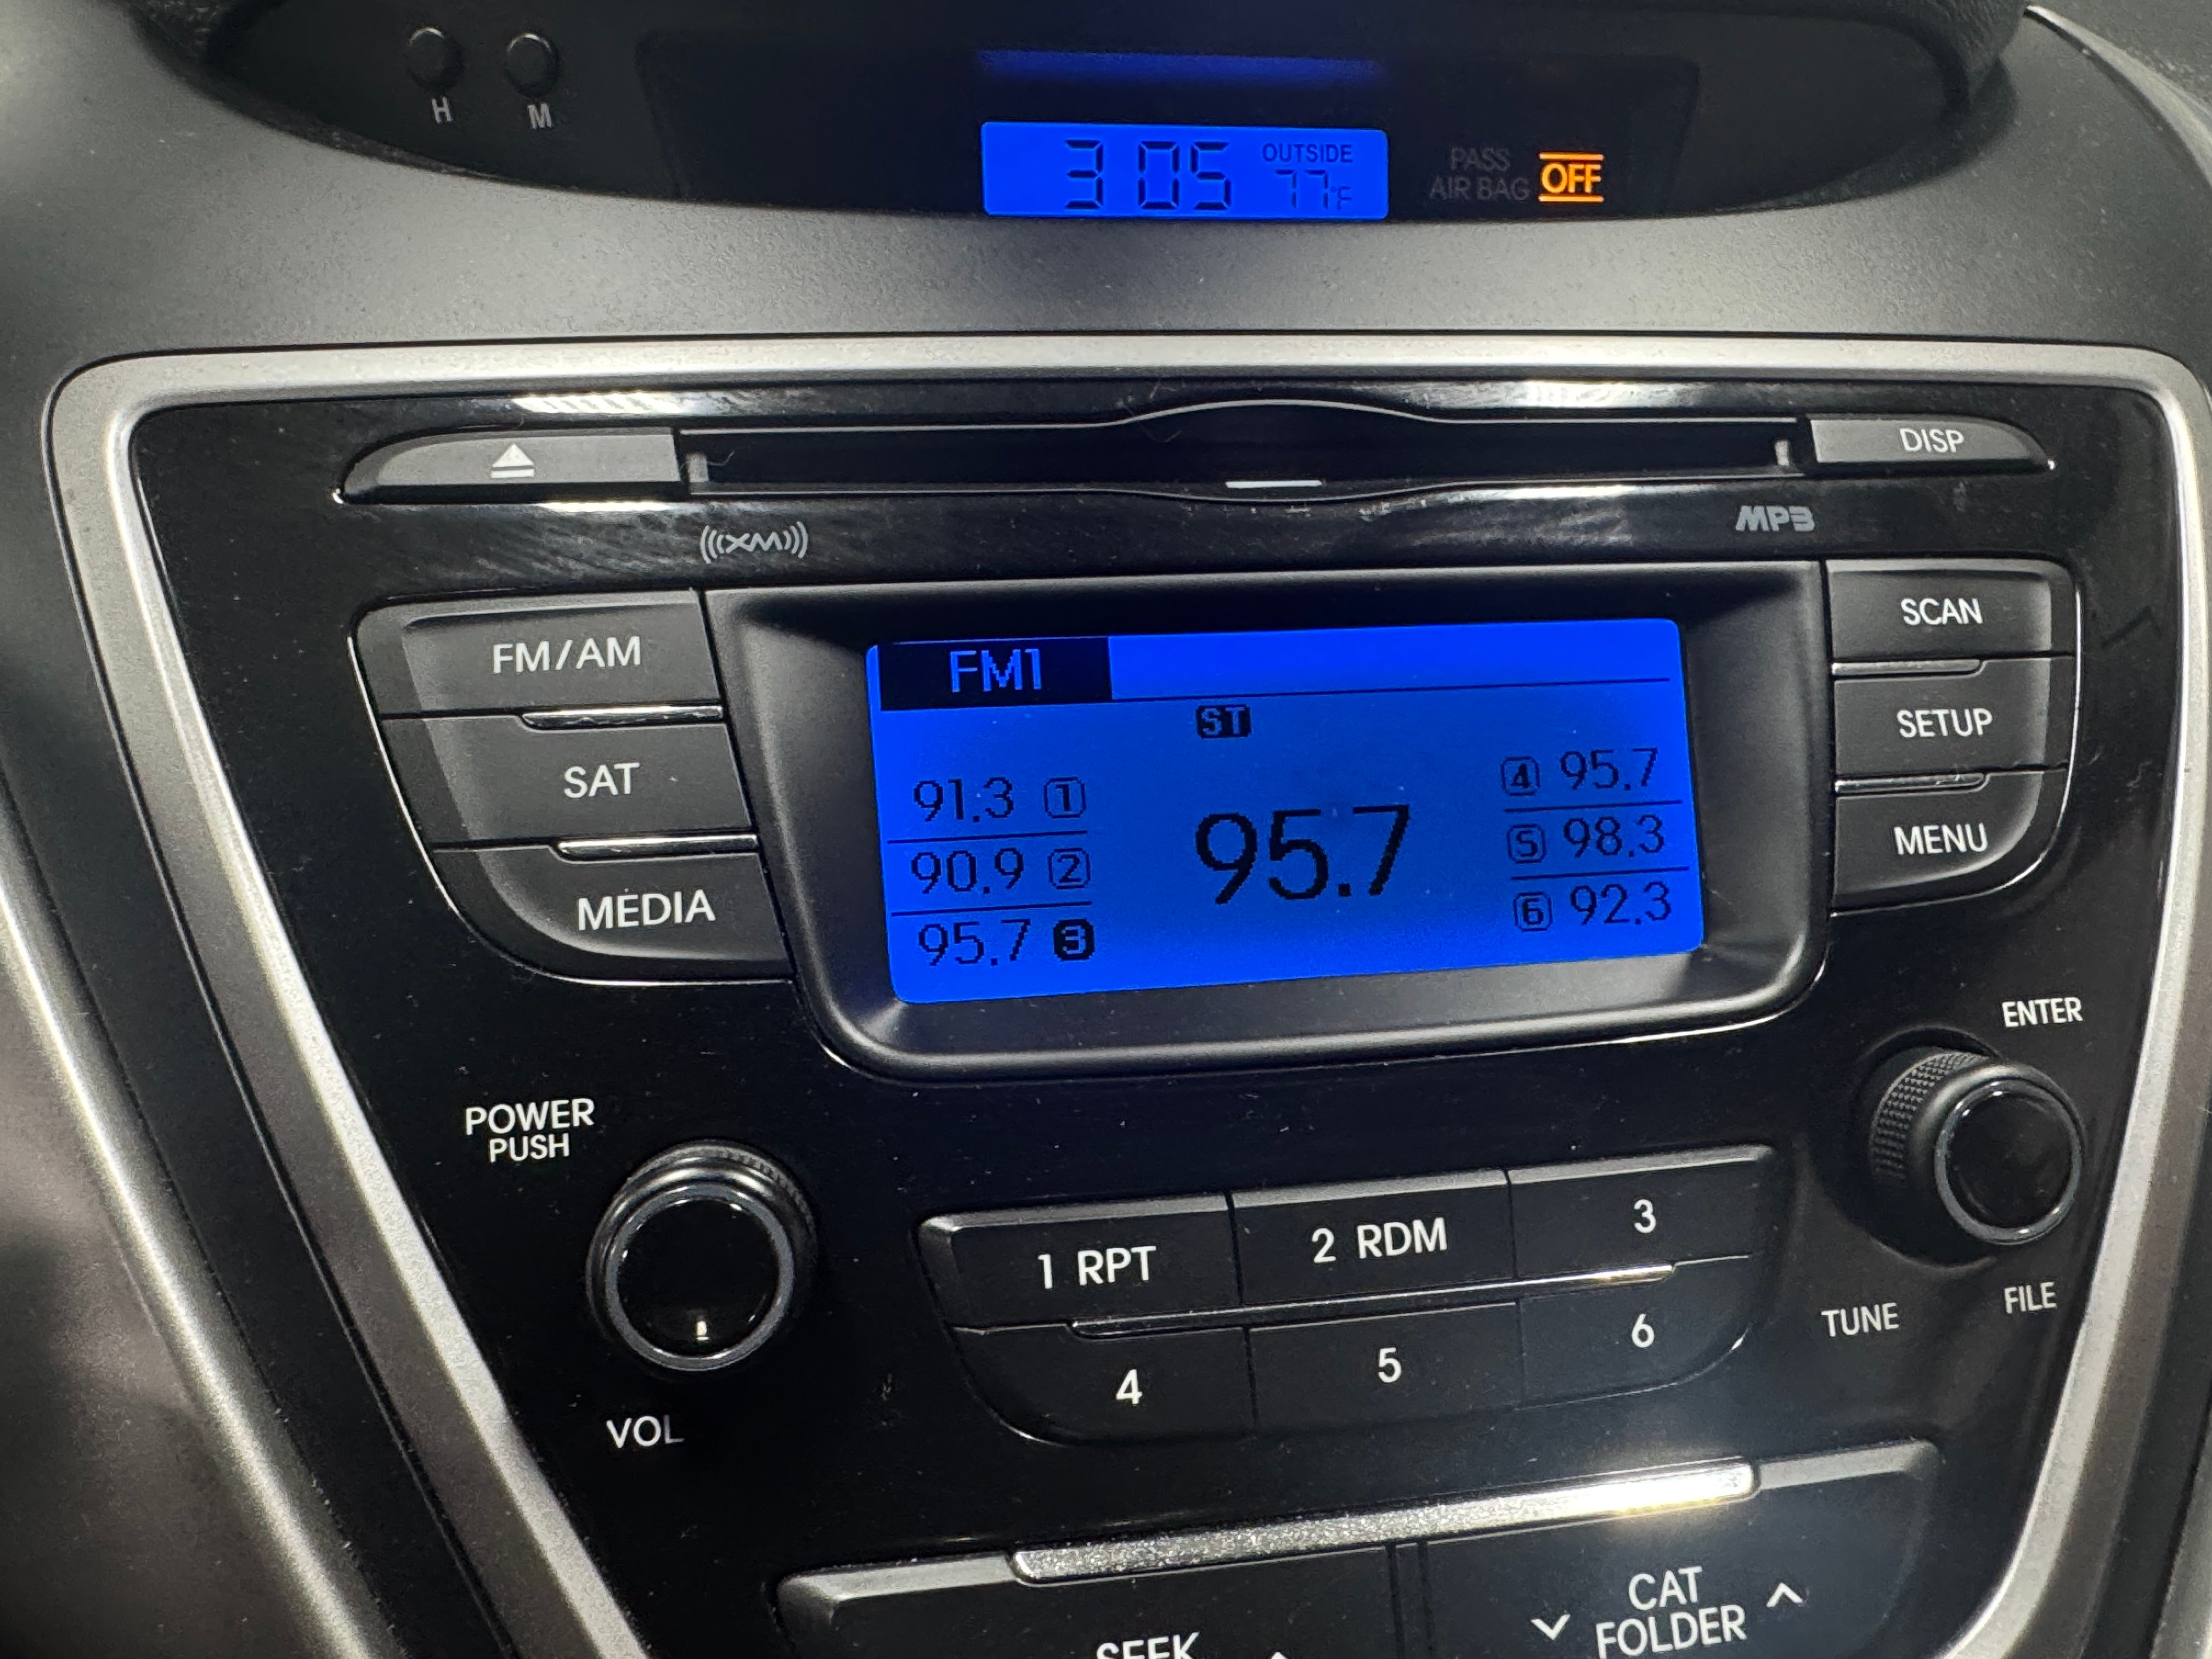 H M
3 05 OUTSIDE 77°F
PASS AIR BAG OFF
DISP
XM
MP3
FM/AM
SAT
MEDIA
FM1
ST
91.3 1
90.9 2
95.7 3
95.7
4 95.7
5 98.3
6 92.3
SCAN
SETUP
MENU
POWER
PUSH
VOL
ENTER
TUNE
FILE
1 RPT 2 RDM 3
4 5 6
SEEK
CAT
FOLDER